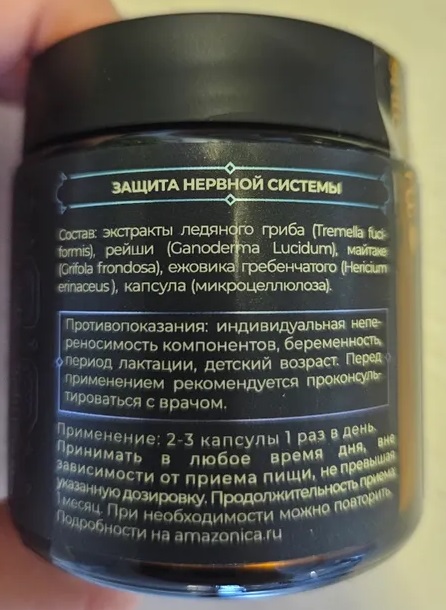 ЗАЩИТА НЕРВНОЙ СИСТЕМЫ
Состав: экстракты ледяного гриба (Tremella fuci-
formis), рейши (Ganoderma Lucidum), майтаке
(Grifola frondosa), ежовика гребенчатого (Hericium
erinaceus), капсула (микроцеллюлоза).
Противопоказания: индивидуальная непе-
реносимость компонентов, беременность,
период лактации, детский возраст. Перед
применением рекомендуется проконсуль-
тироваться с врачом.
Применение: 2-3 капсулы 1 раз в день.
Принимать в любое время дня, вне
зависимости от приема пищи, не превышая
указанную дозировку. Продолжительность приема:
1 месяц. При необходимости можно повторить.
Подробности на amazonica.ru